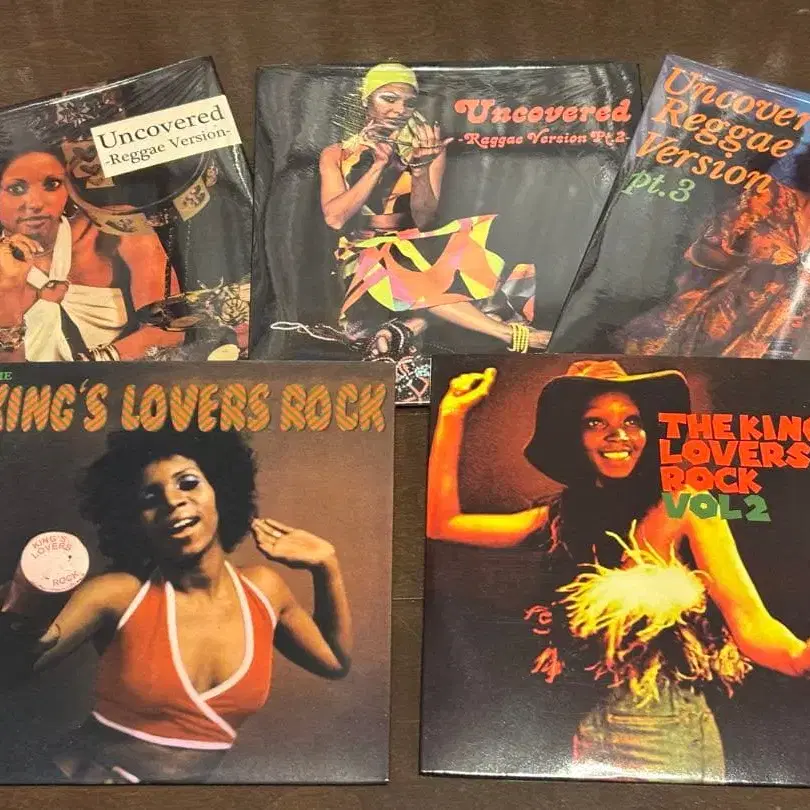 Uncovered
-Reggae Version-
Uncovered
-Raggae Version Pt.2-
Uncover
Reggae
Version
pt.3
KING'S LOVERS ROCK
KING'S
LOVERS
ROCK
THE KING
LOVERS
ROCK
VOL 2